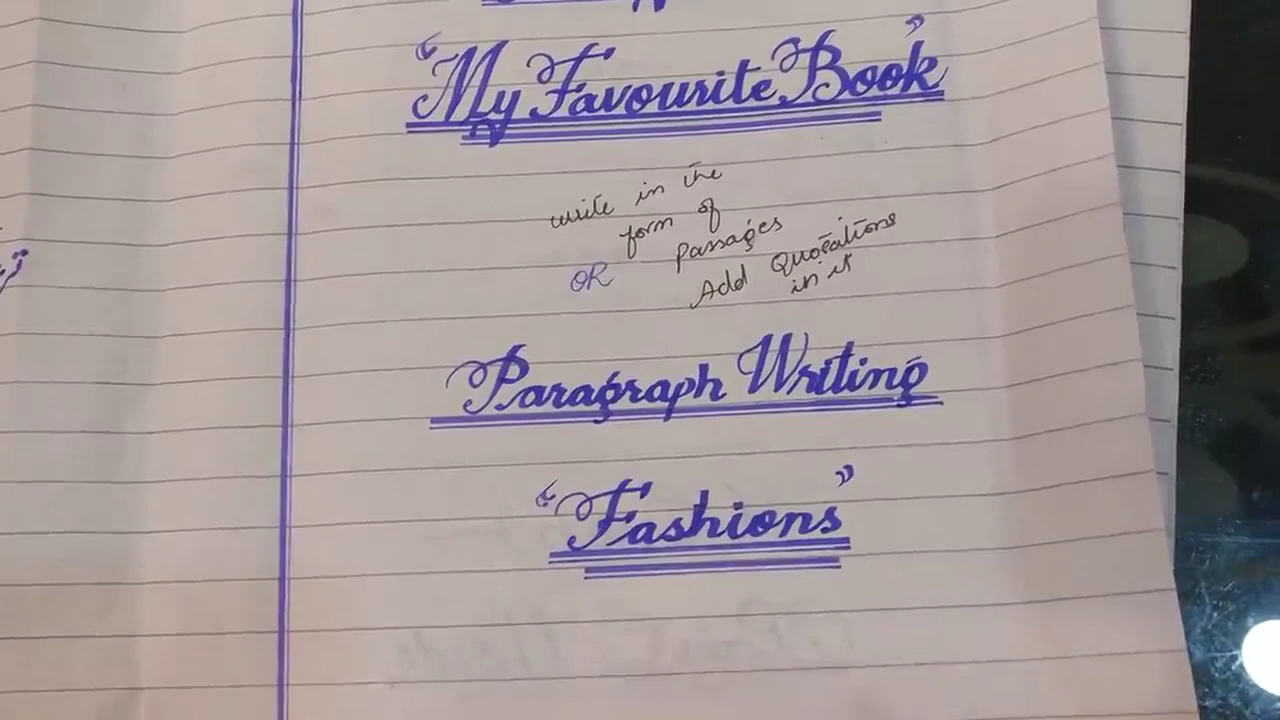 “My Favourite Book”
write in the
form of
Passages
OR
Add Quotations
in it
Paragraph Writing
“Fashions”